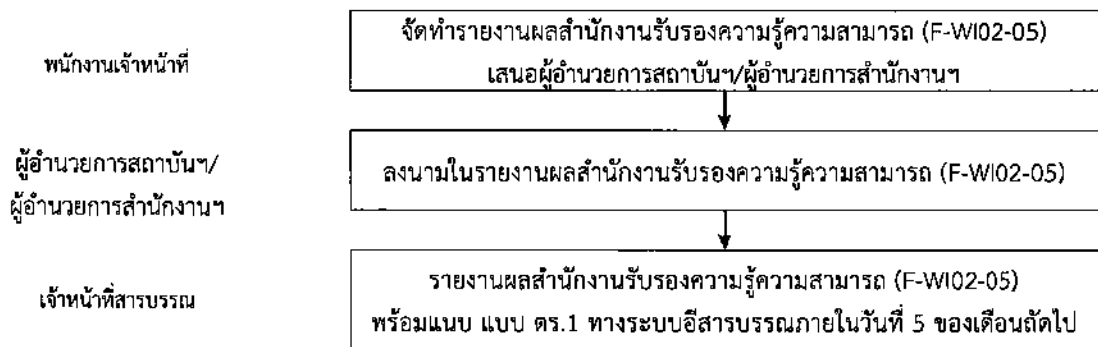 พนักงานเจ้าหน้าที่
จัดทำรายงานผลสำนักงานรับรองความรู้ความสามารถ (F-WI02-05)
เสนอผู้อำนวยการสถาบันฯ/ผู้อำนวยการสำนักงานฯ
ผู้อำนวยการสถาบันฯ/
ผู้อำนวยการสำนักงานฯ
ลงนามในรายงานผลสำนักงานรับรองความรู้ความสามารถ (F-WI02-05)
เจ้าหน้าที่สารบรรณ
รายงานผลสำนักงานรับรองความรู้ความสามารถ (F-WI02-05)
พร้อมแนบ แบบ ตร.1 ทางระบบอีสารบรรณภายในวันที่ 5 ของเดือนถัดไป